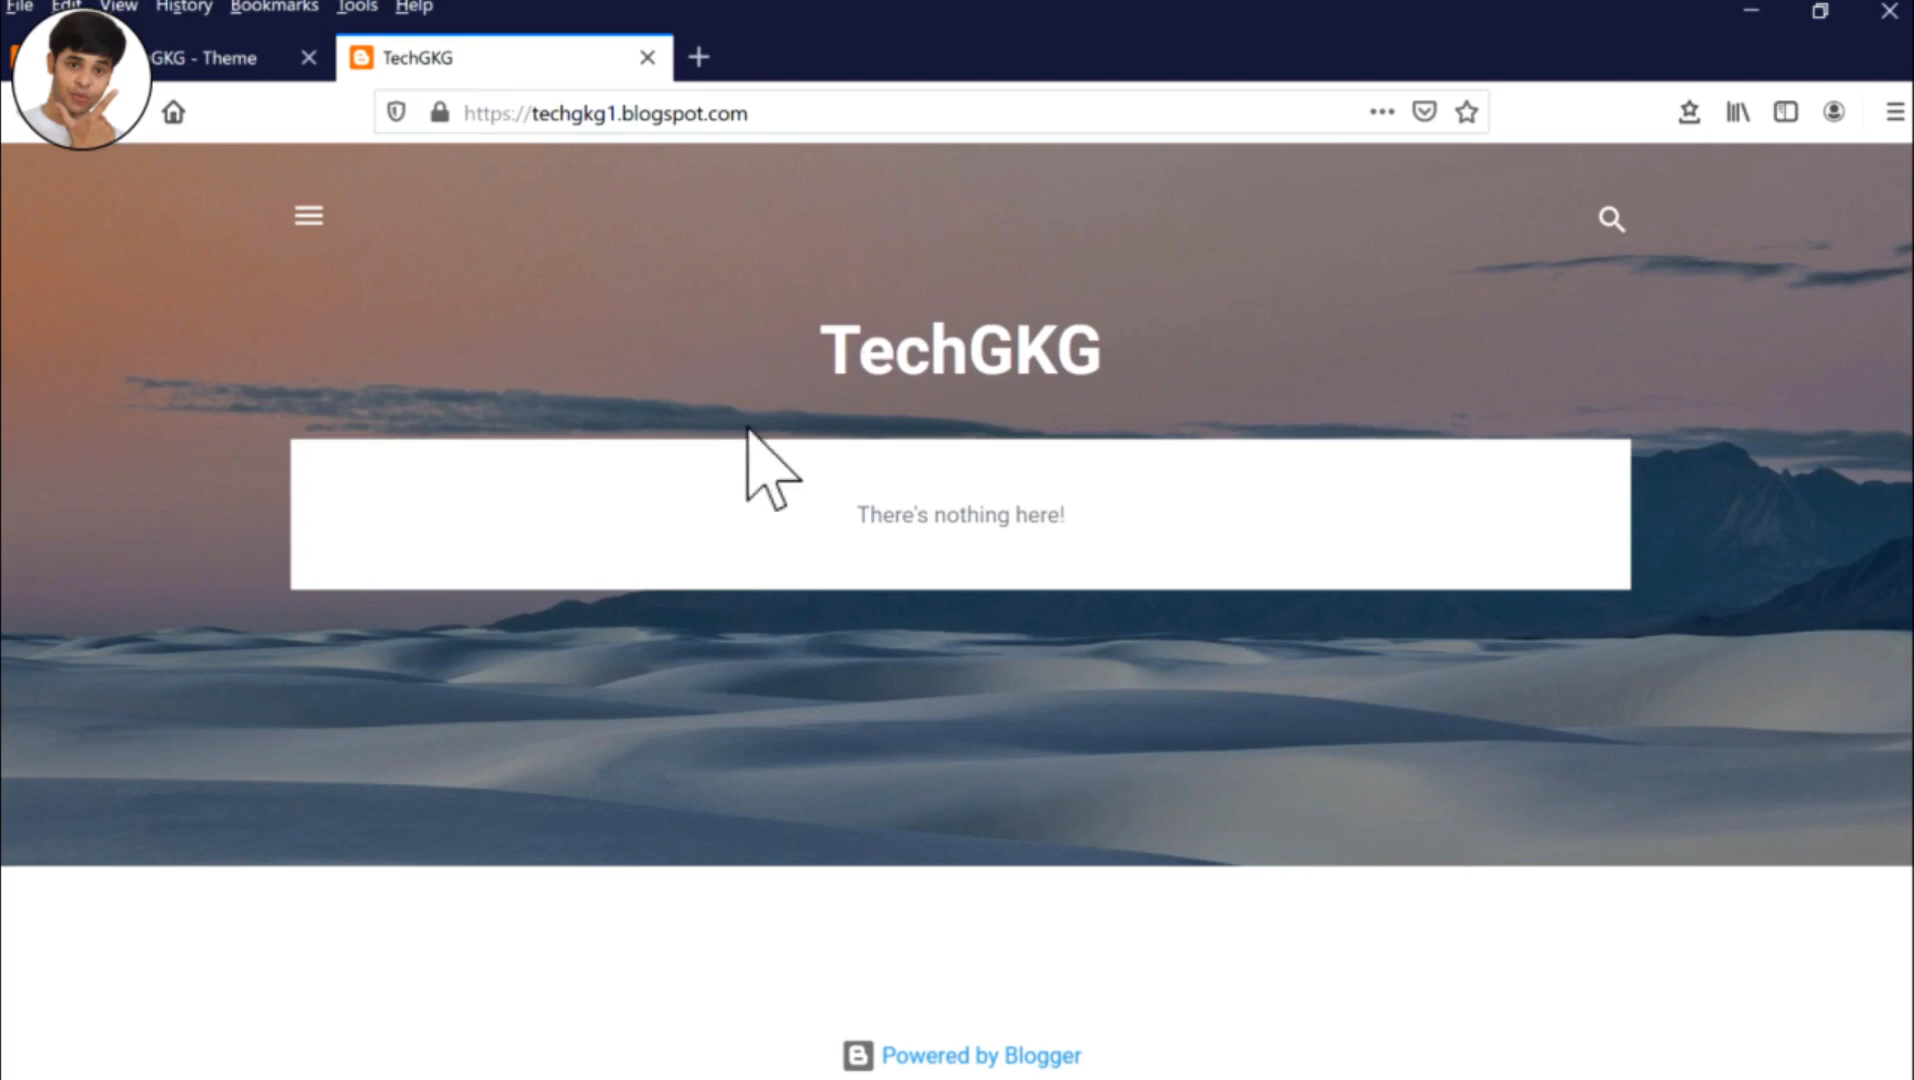 File Edit View History Bookmarks Tools Help
GKG - Theme
TechGKG
https://techgkg1.blogspot.com
TechGKG
There's nothing here!
Powered by Blogger